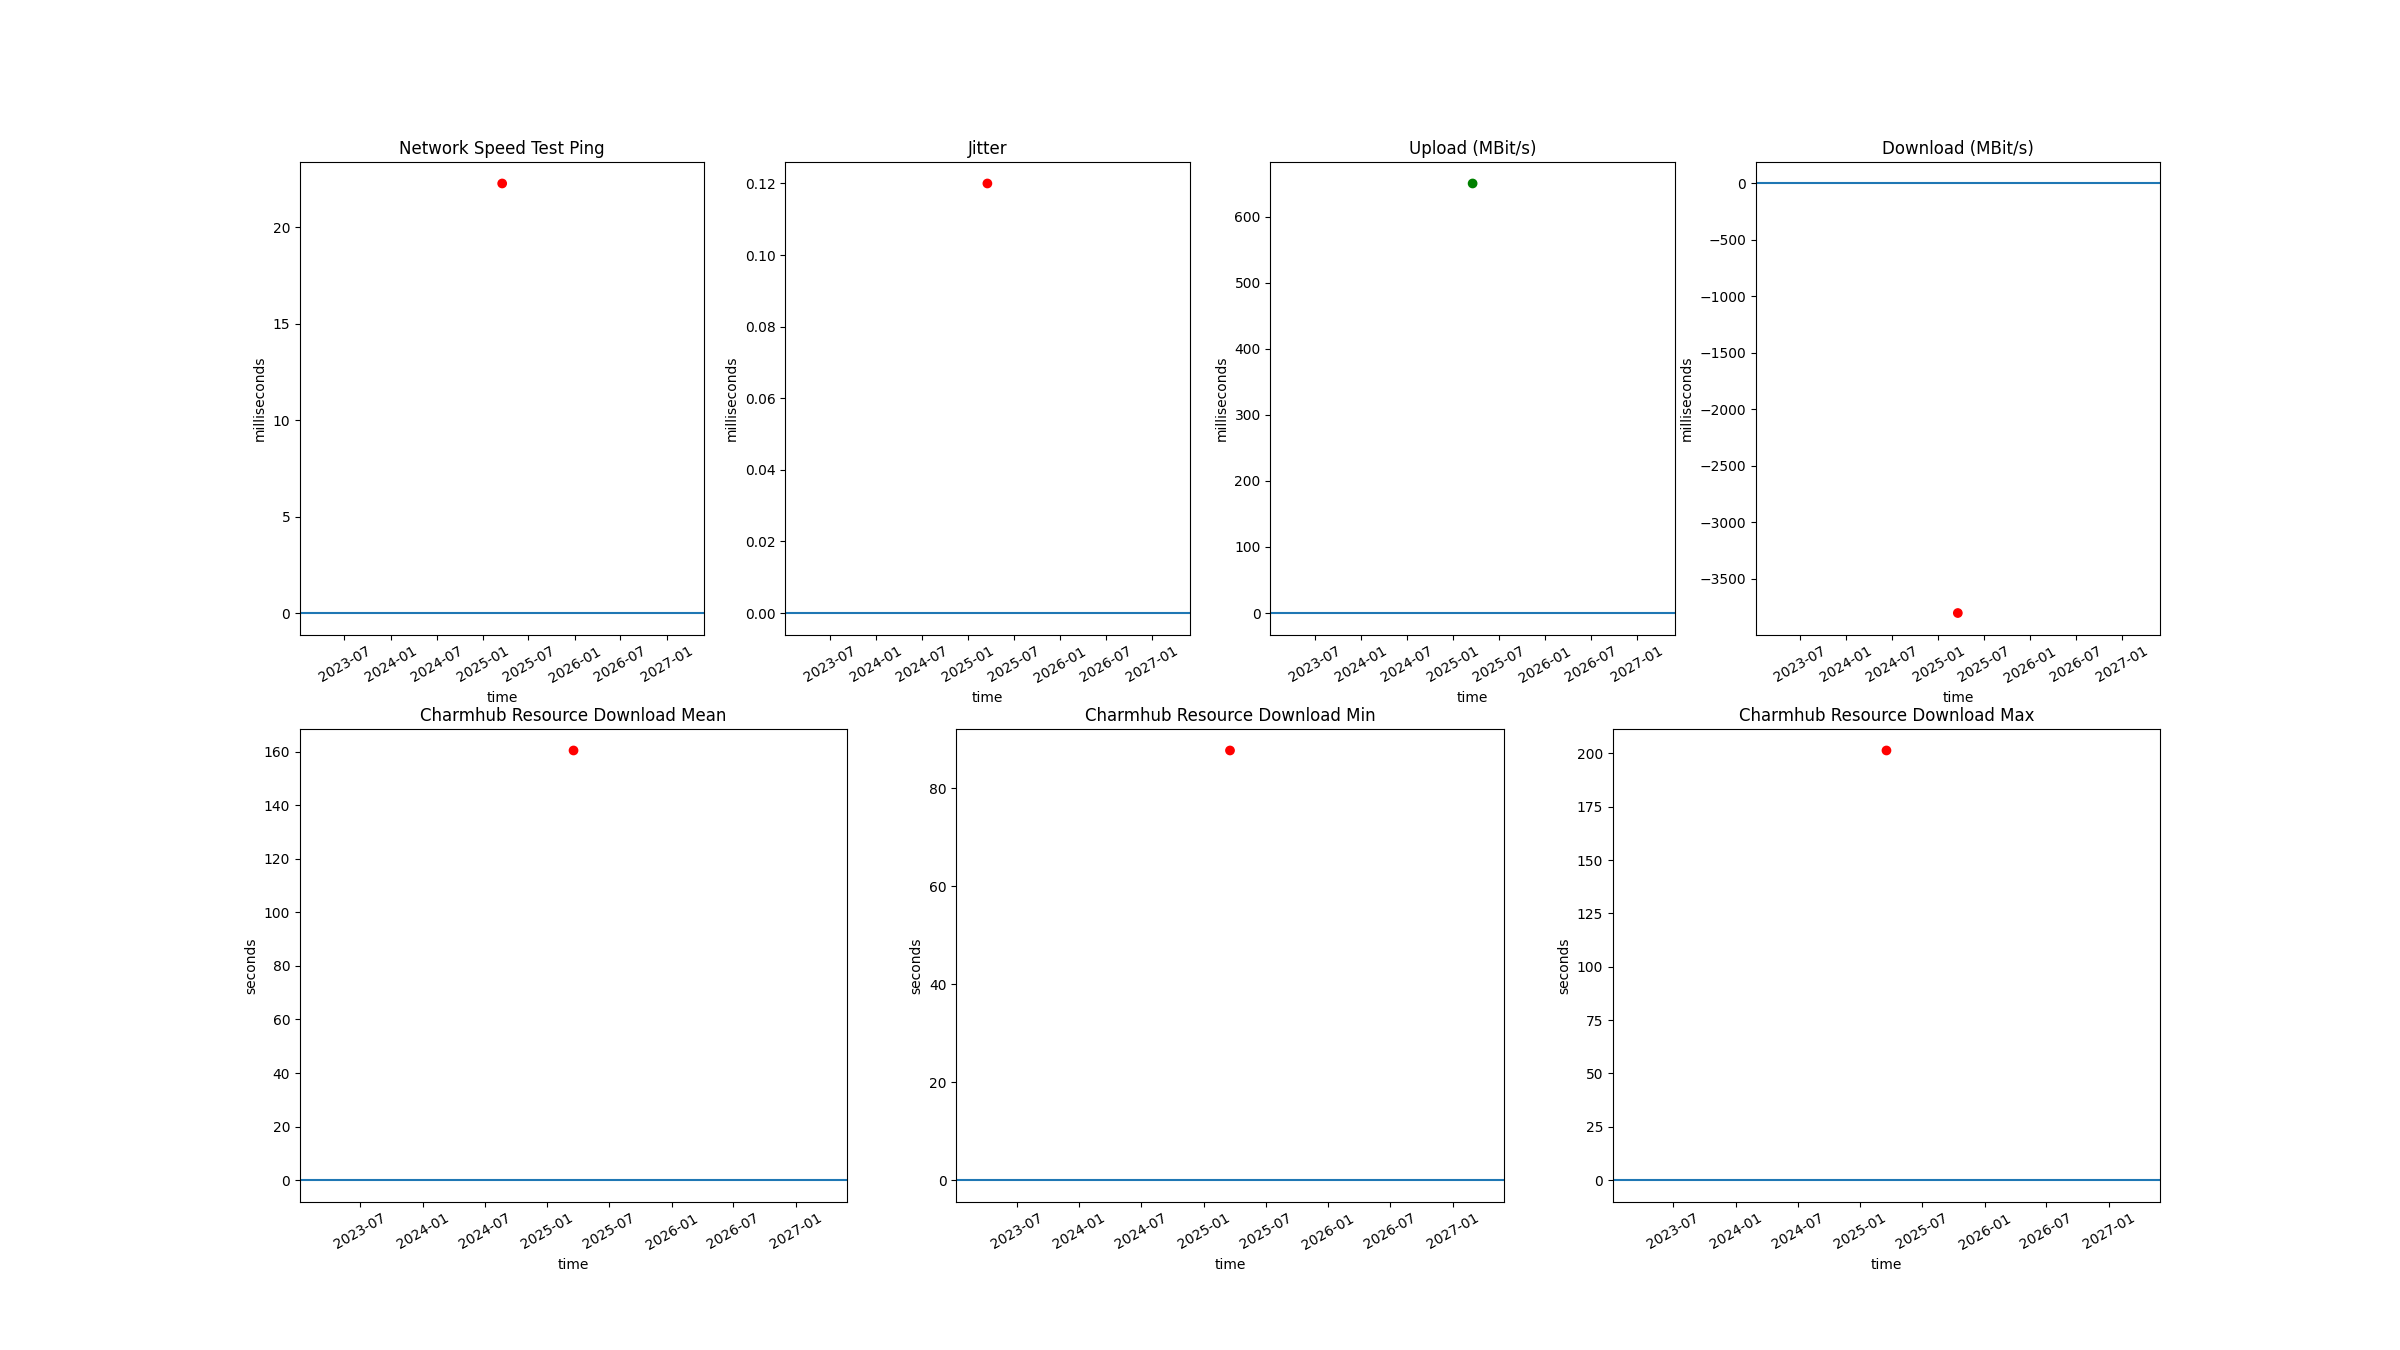 Network Speed Test Ping
milliseconds
20
15
10
5
0
2023-07 2024-01 2024-07 2025-01 2025-07 2026-01 2026-07 2027-01
time
Jitter
milliseconds
0.12
0.10
0.08
0.06
0.04
0.02
0.00
2023-07 2024-01 2024-07 2025-01 2025-07 2026-01 2026-07 2027-01
time
Upload (MBit/s)
milliseconds
600
500
400
300
200
100
0
2023-07 2024-01 2024-07 2025-01 2025-07 2026-01 2026-07 2027-01
time
Download (MBit/s)
milliseconds
0
−500
−1000
−1500
−2000
−2500
−3000
−3500
2023-07 2024-01 2024-07 2025-01 2025-07 2026-01 2026-07 2027-01
time
Charmhub Resource Download Mean
seconds
160
140
120
100
80
60
40
20
0
2023-07 2024-01 2024-07 2025-01 2025-07 2026-01 2026-07 2027-01
time
Charmhub Resource Download Min
seconds
80
60
40
20
0
2023-07 2024-01 2024-07 2025-01 2025-07 2026-01 2026-07 2027-01
time
Charmhub Resource Download Max
seconds
200
175
150
125
100
75
50
25
0
2023-07 2024-01 2024-07 2025-01 2025-07 2026-01 2026-07 2027-01
time